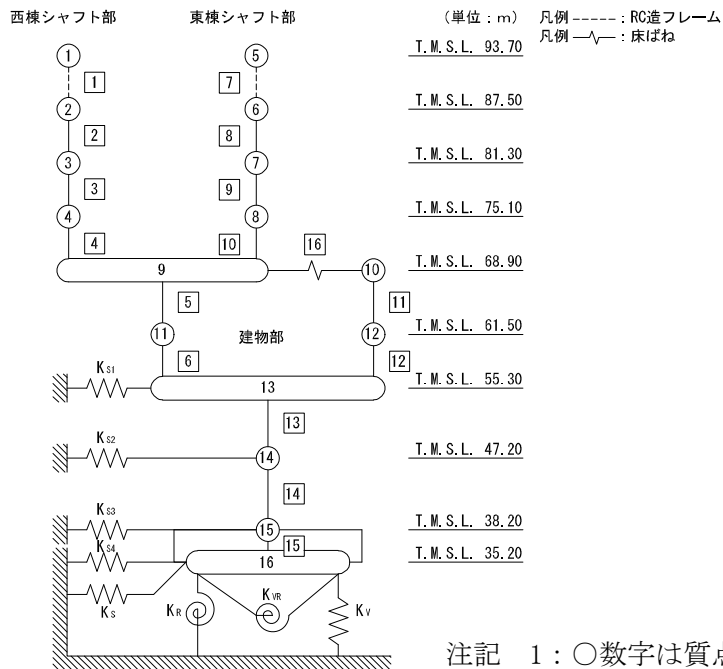 西棟シャフト部 東棟シャフト部 (単位:m) 凡例 -----:RC造フレーム
凡例 :床ばね
1 5 T.M.S.L. 93.70
1 7
2 6 T.M.S.L. 87.50
2 8
3 7 T.M.S.L. 81.30
3 9
4 8 T.M.S.L. 75.10
4 10 16
9 10 T.M.S.L. 68.90
5 11
11 建物部 12 T.M.S.L. 61.50
6 12
KS1 13 T.M.S.L. 55.30
13
KS2 14 T.M.S.L. 47.20
14
KS3 15 T.M.S.L. 38.20
KS4 15
16 T.M.S.L. 35.20
KS KR KVR KV
注記 1:○数字は質点